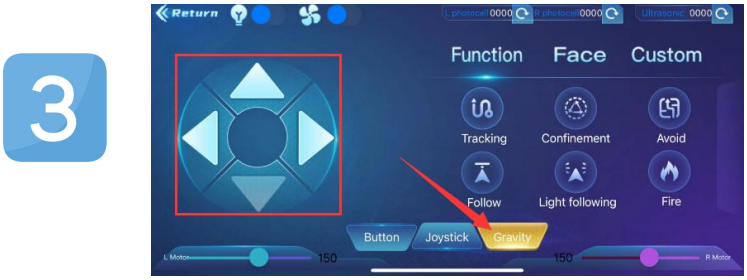 3
Return L photocell 0000 R photocell 0000 Ultrasonic 0000
Function Face Custom
Tracking Confinement Avoid
Follow Light following Fire
Button Joystick Gravity
L Motor 150 150 R Motor